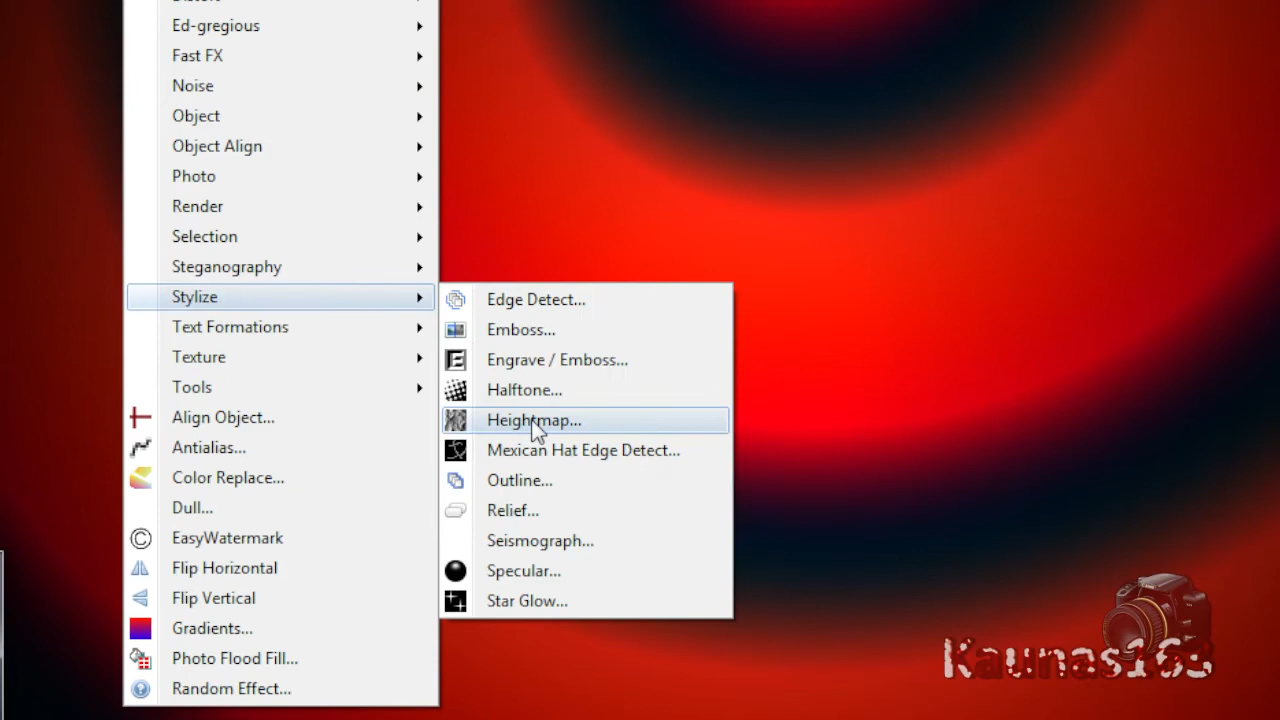 Ed-gregious
Fast FX
Noise
Object
Object Align
Photo
Render
Selection
Steganography
Stylize
Text Formations
Texture
Tools
Align Object...
Antialias...
Color Replace...
Dull...
EasyWatermark
Flip Horizontal
Flip Vertical
Gradients...
Photo Flood Fill...
Random Effect...
Edge Detect...
Emboss...
Engrave / Emboss...
Halftone...
Heightmap...
Mexican Hat Edge Detect...
Outline...
Relief...
Seismograph...
Specular...
Star Glow...
Kaunas163